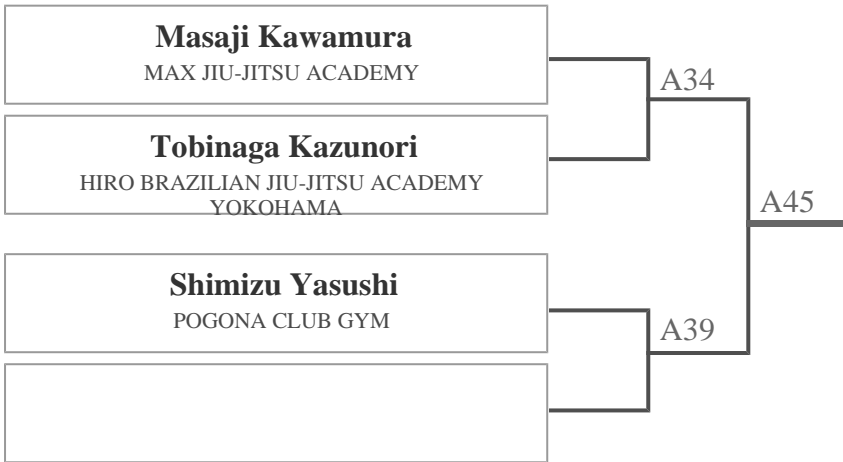 Masaji Kawamura
MAX JIU-JITSU ACADEMY
A34
Tobinaga Kazunori
HIRO BRAZILIAN JIU-JITSU ACADEMY
YOKOHAMA
A45
Shimizu Yasushi
POGONA CLUB GYM
A39